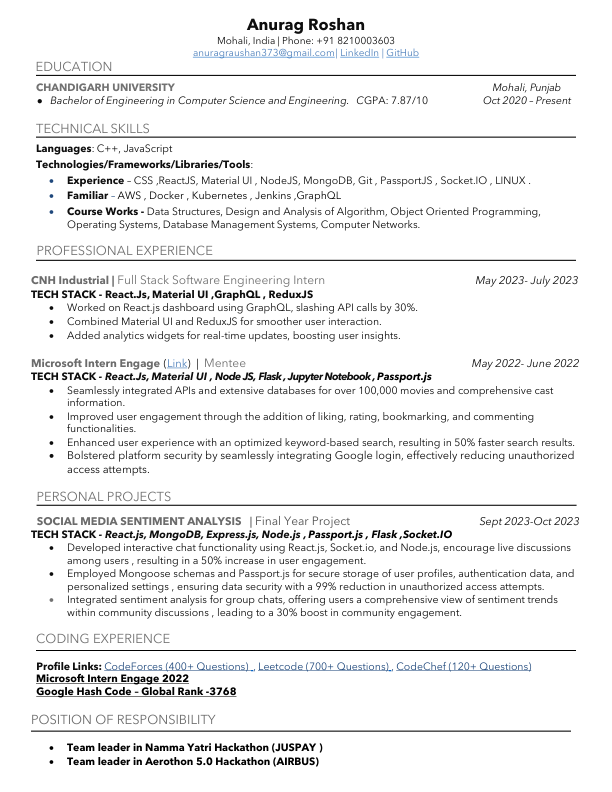 Anurag Roshan
Mohali, India | Phone: +91 8210003603
anuragraushan373@gmail.com| LinkedIn | GitHub
EDUCATION
CHANDIGARH UNIVERSITY Mohali, Punjab
• Bachelor of Engineering in Computer Science and Engineering. CGPA: 7.87/10 Oct 2020 – Present
TECHNICAL SKILLS
Languages: C++, JavaScript
Technologies/Frameworks/Libraries/Tools:
• Experience – CSS ,ReactJS, Material UI , NodeJS, MongoDB, Git , PassportJS , Socket.IO , LINUX .
• Familiar – AWS , Docker , Kubernetes , Jenkins ,GraphQL
• Course Works - Data Structures, Design and Analysis of Algorithm, Object Oriented Programming,
Operating Systems, Database Management Systems, Computer Networks.
PROFESSIONAL EXPERIENCE
CNH Industrial | Full Stack Software Engineering Intern May 2023- July 2023
TECH STACK - React.Js, Material UI ,GraphQL , ReduxJS
• Worked on React.js dashboard using GraphQL, slashing API calls by 30%.
• Combined Material UI and ReduxJS for smoother user interaction.
• Added analytics widgets for real-time updates, boosting user insights.
Microsoft Intern Engage (Link) | Mentee May 2022- June 2022
TECH STACK - React.Js, Material UI , Node JS, Flask , Jupyter Notebook , Passport.js
• Seamlessly integrated APIs and extensive databases for over 100,000 movies and comprehensive cast
information.
• Improved user engagement through the addition of liking, rating, bookmarking, and commenting
functionalities.
• Enhanced user experience with an optimized keyword-based search, resulting in 50% faster search results.
• Bolstered platform security by seamlessly integrating Google login, effectively reducing unauthorized
access attempts.
PERSONAL PROJECTS
SOCIAL MEDIA SENTIMENT ANALYSIS | Final Year Project Sept 2023-Oct 2023
TECH STACK - React.js, MongoDB, Express.js, Node.js , Passport.js , Flask ,Socket.IO
• Developed interactive chat functionality using React.js, Socket.io, and Node.js, encourage live discussions
among users , resulting in a 50% increase in user engagement.
• Employed Mongoose schemas and Passport.js for secure storage of user profiles, authentication data, and
personalized settings , ensuring data security with a 99% reduction in unauthorized access attempts.
• Integrated sentiment analysis for group chats, offering users a comprehensive view of sentiment trends
within community discussions , leading to a 30% boost in community engagement.
CODING EXPERIENCE
Profile Links: CodeForces (400+ Questions) , Leetcode (700+ Questions) , CodeChef (120+ Questions)
Microsoft Intern Engage 2022
Google Hash Code – Global Rank -3768
POSITION OF RESPONSIBILITY
• Team leader in Namma Yatri Hackathon (JUSPAY )
• Team leader in Aerothon 5.0 Hackathon (AIRBUS)